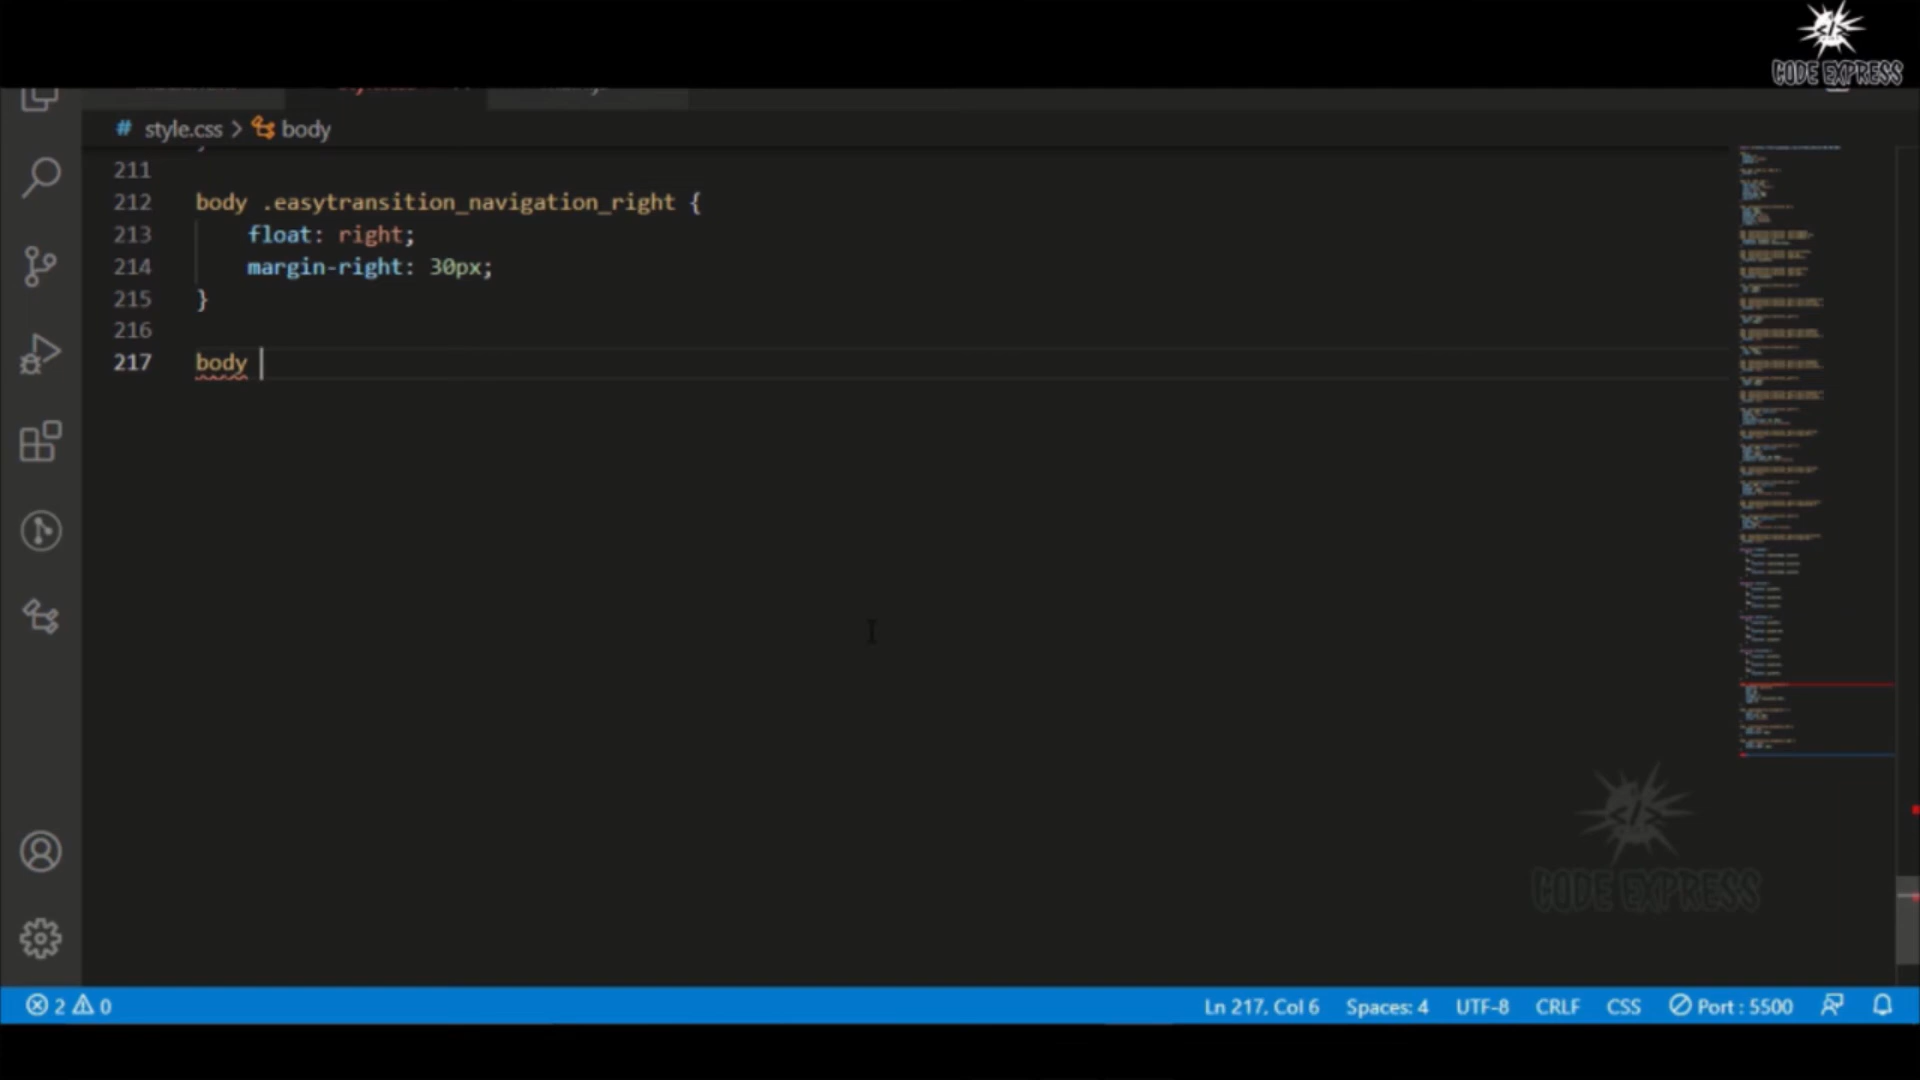 CODE EXPRESS
# style.css > body
211
212 body .easytransition_navigation_right {
213 float: right;
214 margin-right: 30px;
215 }
216
217 body
CODE EXPRESS
2 0 Ln 217, Col 6 Spaces: 4 UTF-8 CRLF CSS Port : 5500